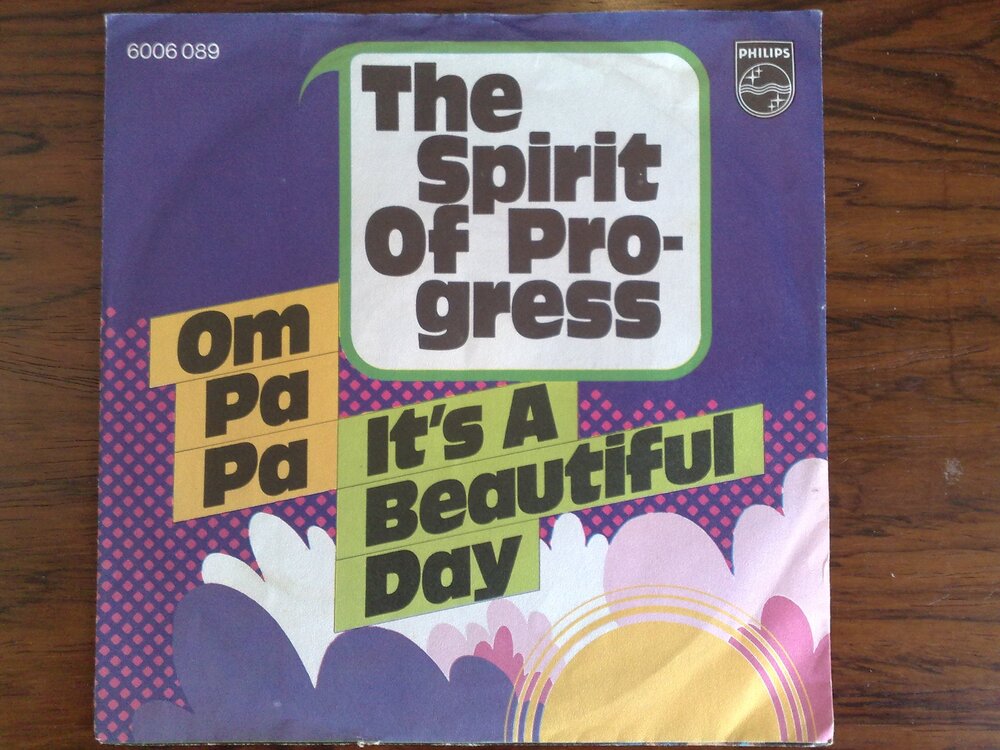 6006 089
PHILIPS
The
Spirit
Of Pro-
gress
Om
Pa
Pa
It's A
Beautiful
Day